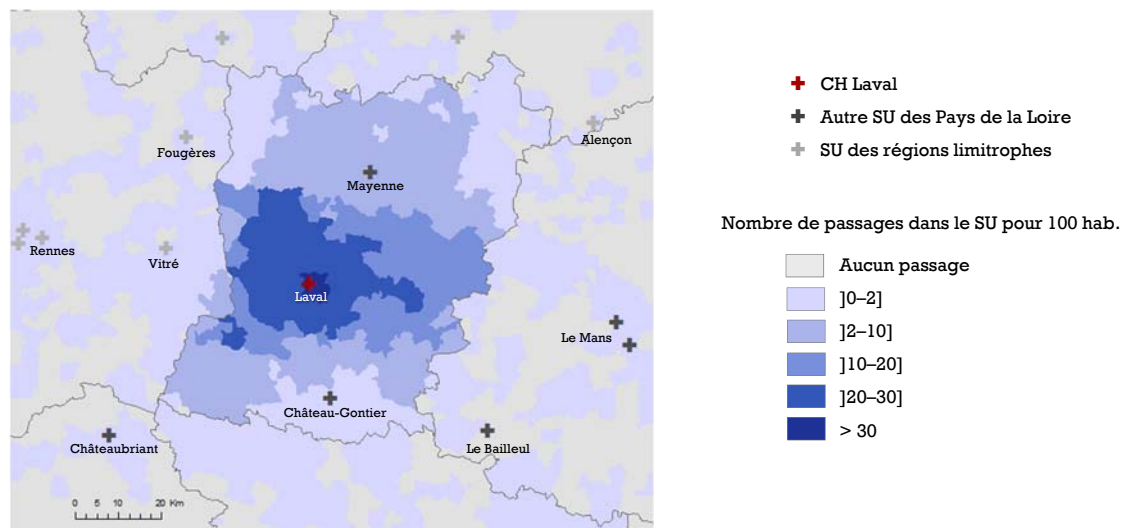 CH Laval
Autre SU des Pays de la Loire
SU des régions limitrophes
Alençon
Fougères
Mayenne
Rennes
Vitré
Laval
Le Mans
Château-Gontier
Châteaubriant
Le Bailleul
0 5 10 20 Km
Nombre de passages dans le SU pour 100 hab.
Aucun passage
]0–2]
]2–10]
]10–20]
]20–30]
> 30